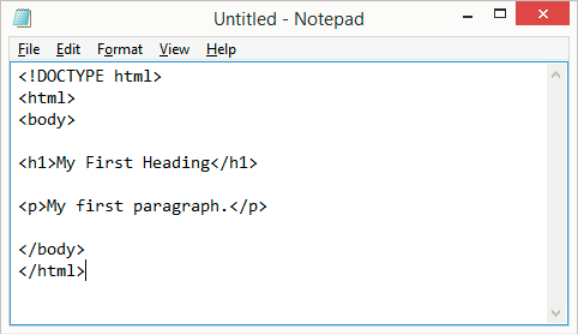 Untitled - Notepad
File Edit Format View Help
<!DOCTYPE html>
<html>
<body>
<h1>My First Heading</h1>
<p>My first paragraph.</p>
</body>
</html>